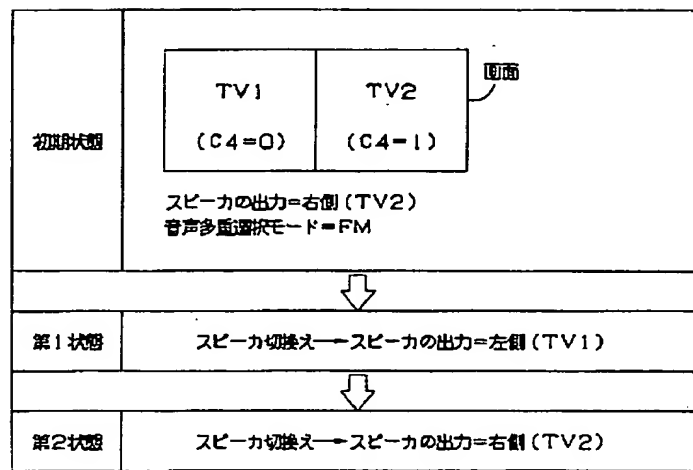 初期状態
TV1
TV2
画面
(C4=0)
(C4=1)
スピーカの出力=右側(TV2)
音声多重選択モード=FM
第1状態
スピーカ切換え→スピーカの出力=左側(TV1)
第2状態
スピーカ切換え→スピーカの出力=右側(TV2)